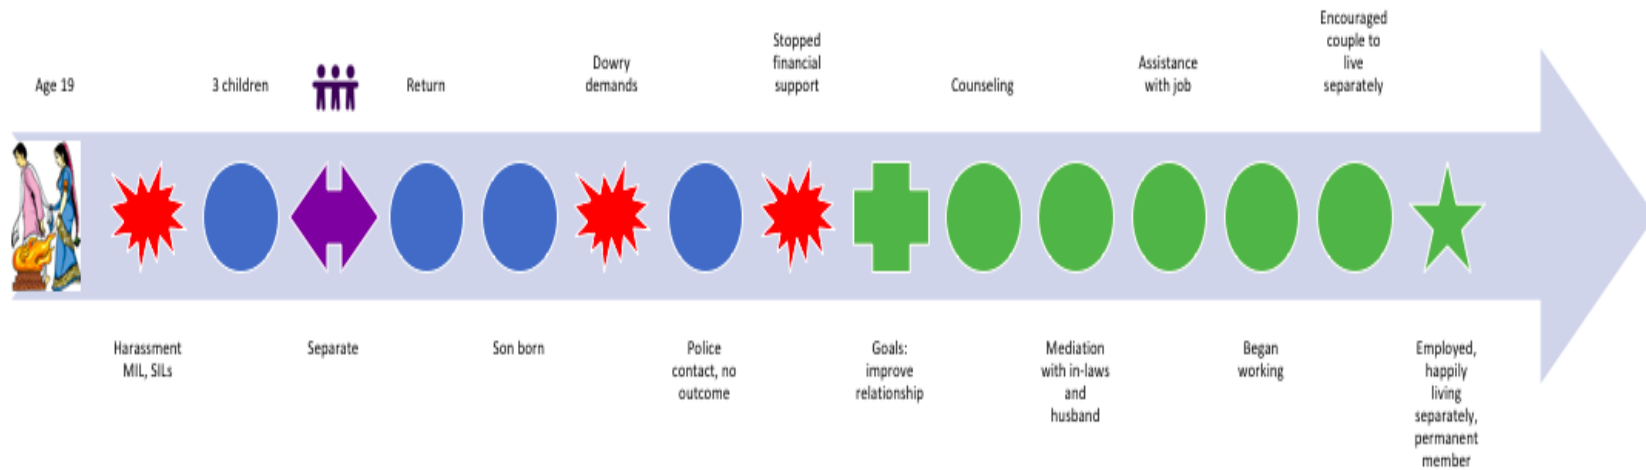 Age 19
Harassment
MIL, SILs
3 children
Separate
Return
Son born
Dowry
demands
Police
contact, no
outcome
Stopped
financial
support
Goals:
improve
relationship
Counseling
Mediation
with in-laws
and
husband
Assistance
with job
Began
working
Encouraged
couple to
live
separately
Employed,
happily
living
separately,
permanent
member